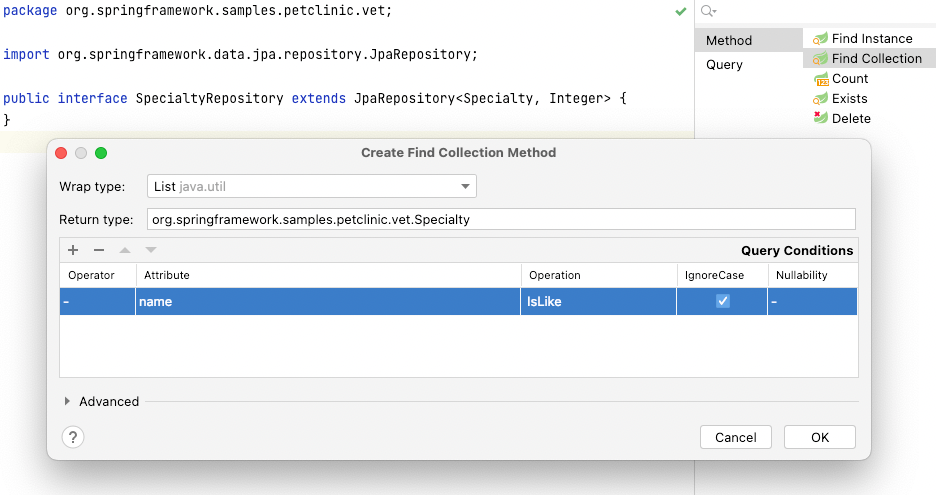 package org.springframework.samples.petclinic.vet;
import org.springframework.data.jpa.repository.JpaRepository;
public interface SpecialtyRepository extends JpaRepository<Specialty, Integer> {
}
Method
Query
Find Instance
Find Collection
Count
Exists
Delete
Create Find Collection Method
Wrap type: List java.util
Return type: org.springframework.samples.petclinic.vet.Specialty
Query Conditions
Operator Attribute Operation IgnoreCase Nullability
- name IsLike -
Advanced
? Cancel OK